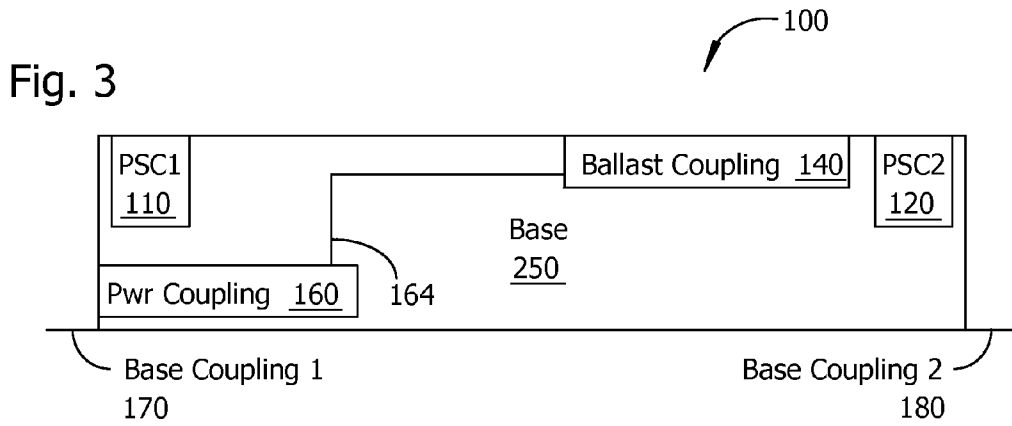 100
Fig. 3
PSC1
110
Ballast Coupling 140
PSC2
120
Base
250
Pwr Coupling 160
164
Base Coupling 1
170
Base Coupling 2
180